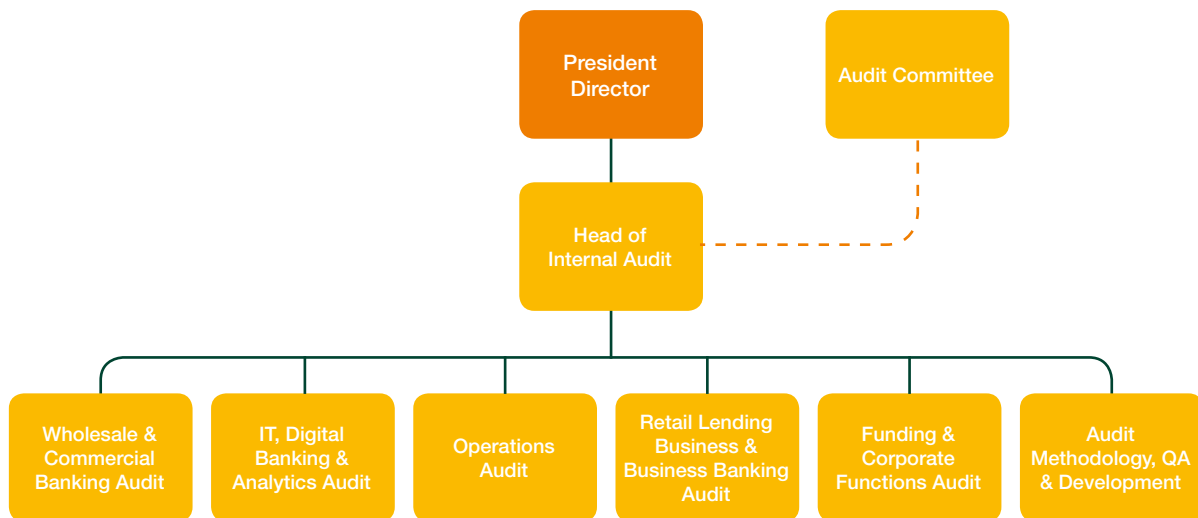 President
Director
Audit Committee
Head of
Internal Audit
Wholesale &
Commercial
Banking Audit
IT, Digital
Banking &
Analytics Audit
Operations
Audit
Retail Lending
Business &
Business Banking
Audit
Funding &
Corporate
Functions Audit
Audit
Methodology, QA
& Development